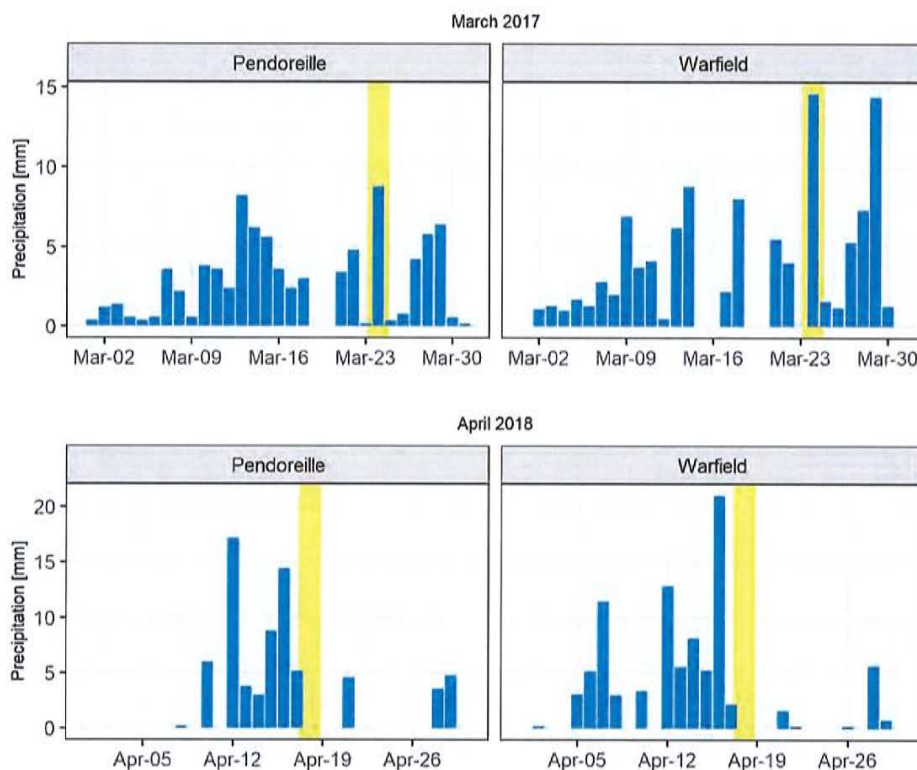 March 2017
Pendoreille Warfield
15
10
5
0
Precipitation [mm]
Mar-02 Mar-09 Mar-16 Mar-23 Mar-30 Mar-02 Mar-09 Mar-16 Mar-23 Mar-30
April 2018
Pendoreille Warfield
20
15
10
5
0
Precipitation [mm]
Apr-05 Apr-12 Apr-19 Apr-26 Apr-05 Apr-12 Apr-19 Apr-26